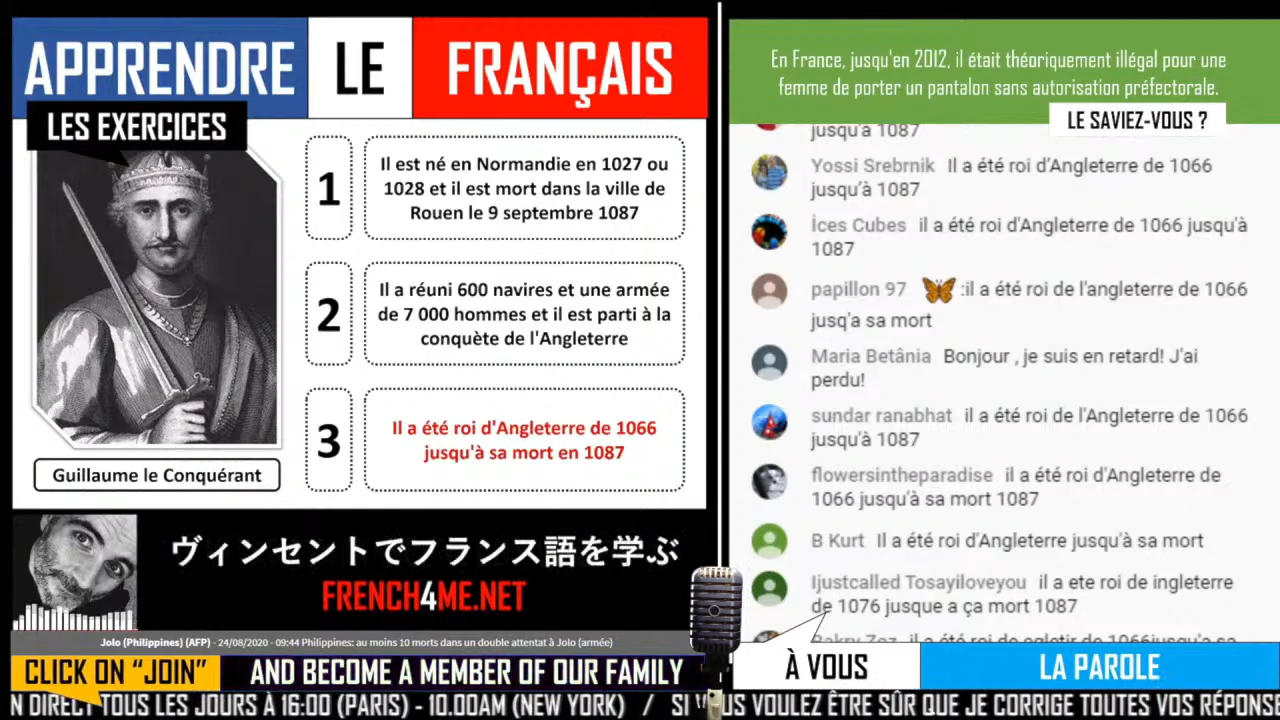 APPRENDRE LE FRANÇAIS
LES EXERCICES
1
Il est né en Normandie en 1027 ou
1028 et il est mort dans la ville de
Rouen le 9 septembre 1087
2
Il a réuni 600 navires et une armée
de 7 000 hommes et il est parti à la
conquète de l'Angleterre
3
Il a été roi d'Angleterre de 1066
jusqu'à sa mort en 1087
Guillaume le Conquérant
ヴィンセントでフランス語を学ぶ
FRENCH4ME.NET
Jolo (Philippines) (AFP) - 24/08/2020 - 09:44 Philippines: au moins 10 morts dans un double attentat à Jolo (armée)
CLICK ON “JOIN” AND BECOME A MEMBER OF OUR FAMILY
En France, jusqu'en 2012, il était théoriquement illégal pour une
femme de porter un pantalon sans autorisation préfectorale.
LE SAVIEZ-VOUS ?
jusqu'à 1087
Yossi Srebrnik Il a été roi d'Angleterre de 1066
jusqu'à 1087
İces Cubes il a été roi d'Angleterre de 1066 jusqu'à
1087
papillon 97 :il a été roi de l'angleterre de 1066
jusq'a sa mort
Maria Betânia Bonjour , je suis en retard! J'ai
perdu!
sundar ranabhat il a été roi de l'Angleterre de 1066
jusqu'à 1087
flowersintheparadise il a été roi d'Angleterre de
1066 jusqu'à sa mort 1087
B Kurt Il a été roi d'Angleterre jusqu'à sa mort
Ijustcalled Tosayiloveyou il a ete roi de ingleterre
de 1076 jusque a ça mort 1087
À VOUS LA PAROLE
N DIRECT TOUS LES JOURS À 16:00 (PARIS) - 10.00AM (NEW YORK) / SI VOUS VOULEZ ÊTRE SÛR QUE JE CORRIGE TOUTES VOS RÉPONSE